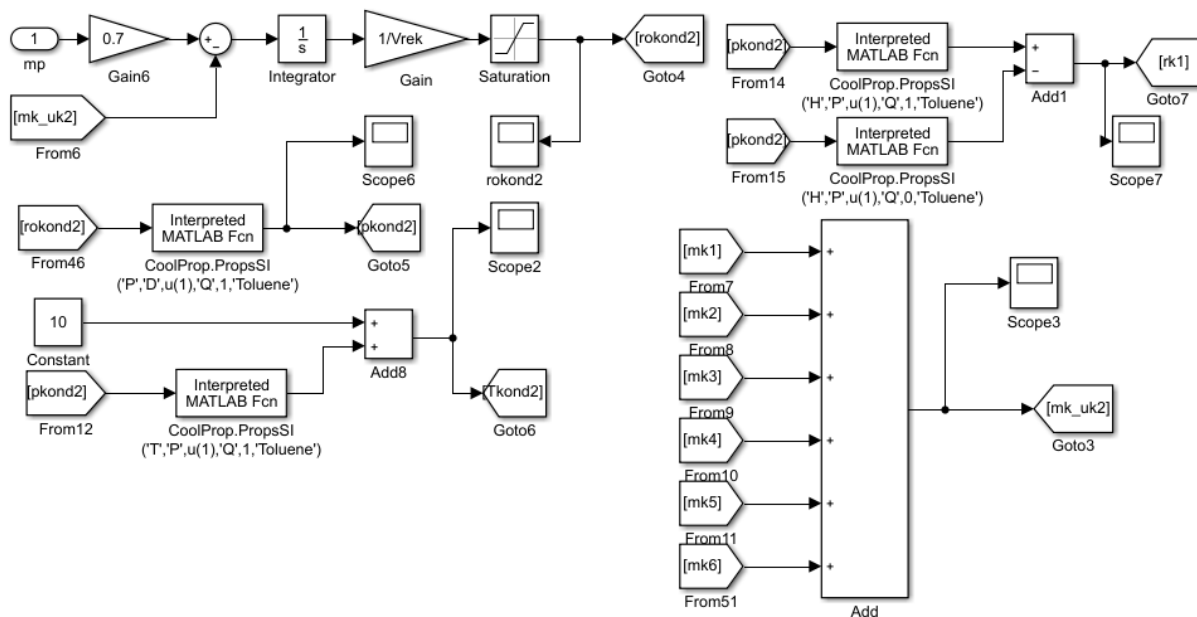 1
mp
0.7
Gain6
+
−
1
s
Integrator
1/Vrek
Gain
Saturation
[rokond2]
Goto4
[mk_uk2]
From6
Scope6
rokond2
[rokond2]
From46
Interpreted
MATLAB Fcn
CoolProp.PropsSI
('P','D',u(1),'Q',1,'Toluene')
[pkond2]
Goto5
Scope2
10
Constant
+
+
Add8
[pkond2]
From12
Interpreted
MATLAB Fcn
CoolProp.PropsSI
('T','P',u(1),'Q',1,'Toluene')
[Tkond2]
Goto6
[pkond2]
From14
Interpreted
MATLAB Fcn
CoolProp.PropsSI
('H','P',u(1),'Q',1,'Toluene')
+
−
Add1
[rk1]
Goto7
[pkond2]
From15
Interpreted
MATLAB Fcn
CoolProp.PropsSI
('H','P',u(1),'Q',0,'Toluene')
Scope7
[mk1]
+
From7
[mk2]
+
From8
[mk3]
+
From9
[mk4]
+
From10
[mk5]
+
From11
[mk6]
+
From51
Add
Scope3
[mk_uk2]
Goto3